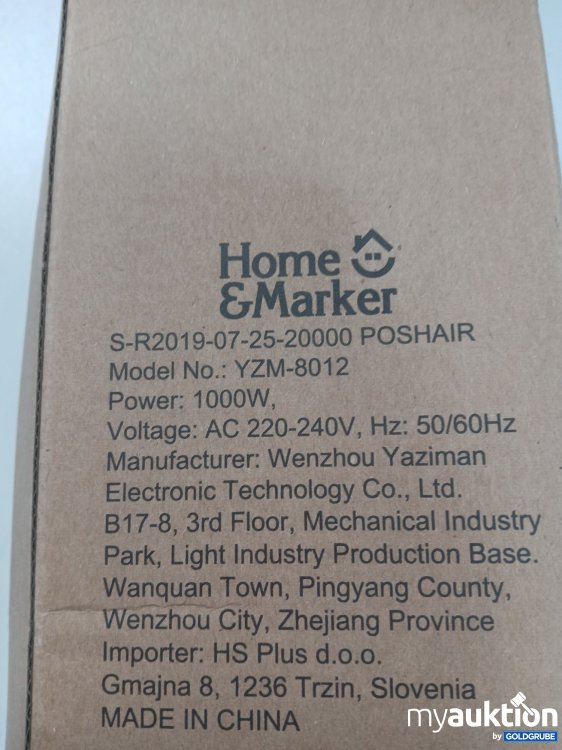 Home
&Marker
S-R2019-07-25-20000 POSHAIR
Model No.: YZM-8012
Power: 1000W,
Voltage: AC 220-240V, Hz: 50/60Hz
Manufacturer: Wenzhou Yaziman
Electronic Technology Co., Ltd.
B17-8, 3rd Floor, Mechanical Industry
Park, Light Industry Production Base.
Wanquan Town, Pingyang County,
Wenzhou City, Zhejiang Province
Importer: HS Plus d.o.o.
Gmajna 8, 1236 Trzin, Slovenia
MADE IN CHINA
myauktion
by GOLDGRUBE